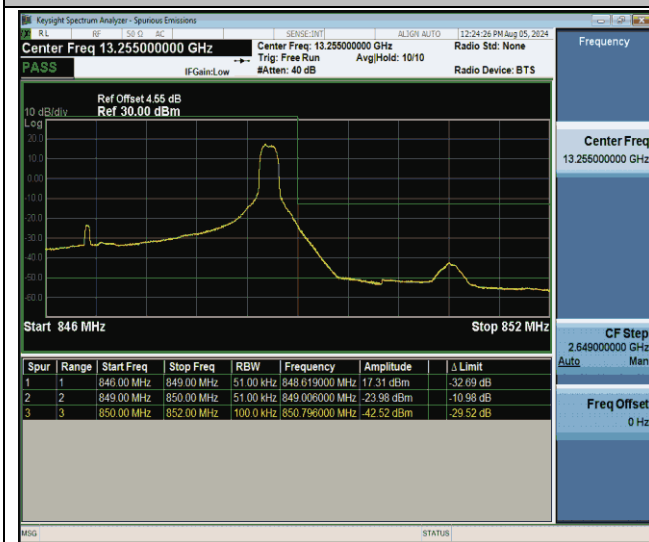 Keysight Spectrum Analyzer - Spurious Emissions
RL RF 50 Ω AC SENSE:INT ALIGN AUTO 12:24:26 PM Aug 05, 2024
Center Freq 13.255000000 GHz
Center Freq: 13.255000000 GHz Radio Std: None
Trig: Free Run Avg|Hold: 10/10
PASS IFGain:Low #Atten: 40 dB Radio Device: BTS
Frequency
Ref Offset 4.55 dB
10 dB/div Ref 30.00 dBm
Log
20.0
10.0
0.00
-10.0
-20.0
-30.0
-40.0
-50.0
-60.0
Start 846 MHz Stop 852 MHz
Center Freq
13.255000000 GHz
CF Step
2.649000000 GHz
Auto Man
Freq Offset
0 Hz
Spur Range Start Freq Stop Freq RBW Frequency Amplitude Δ Limit
1 1 846.00 MHz 849.00 MHz 51.00 kHz 848.619000 MHz 17.31 dBm -32.69 dB
2 2 849.00 MHz 850.00 MHz 51.00 kHz 849.006000 MHz -23.98 dBm -10.98 dB
3 3 850.00 MHz 852.00 MHz 100.0 kHz 850.796000 MHz -42.52 dBm -29.52 dB
MSG STATUS